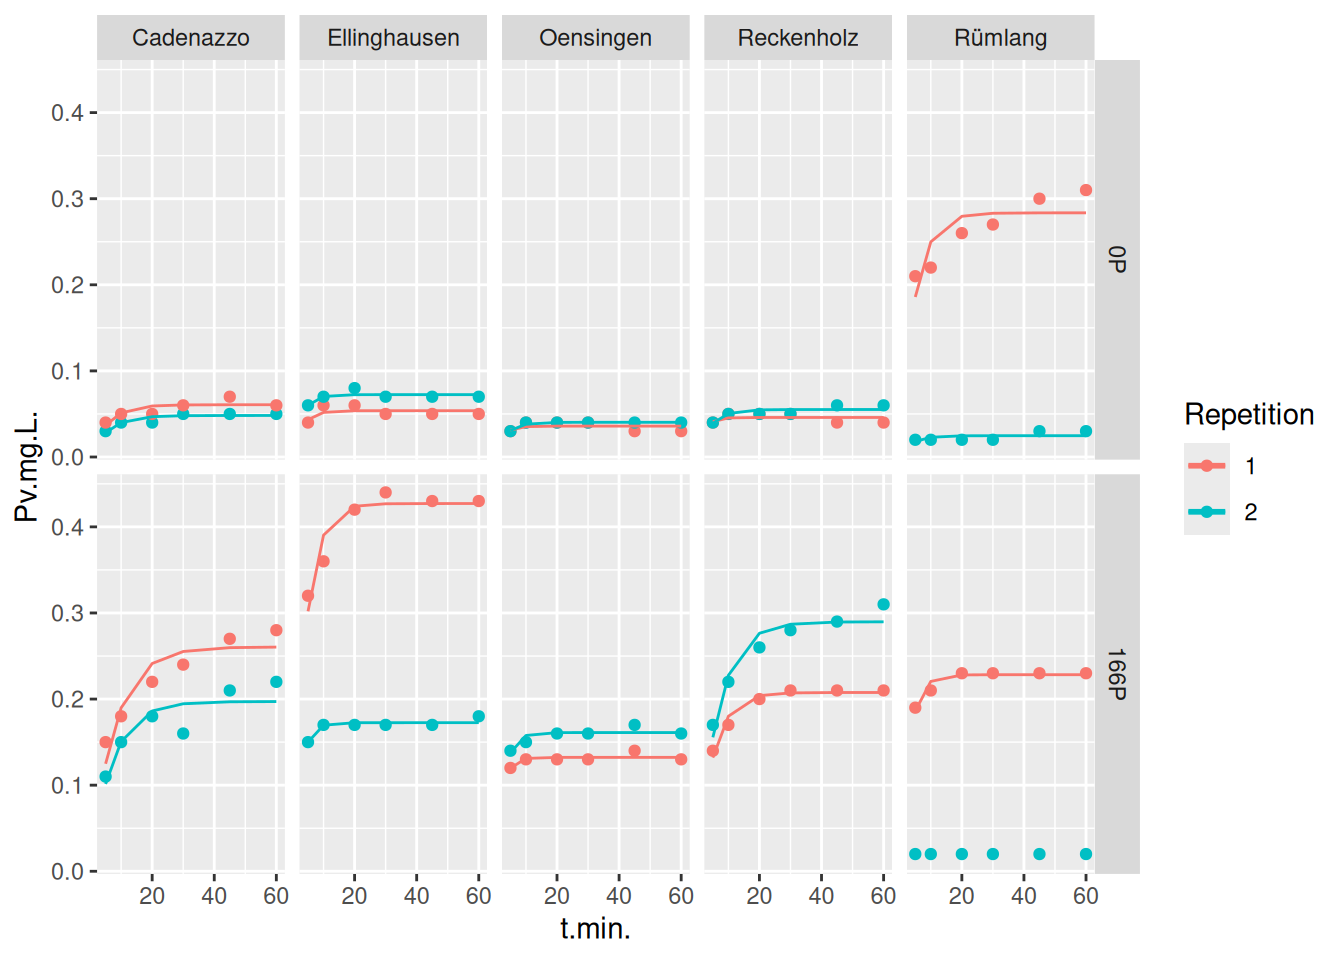 Cadenazzo Ellinghausen Oensingen Reckenholz Rümlang
0.4
0.3
0.2
0.1
0.0
0P
0.4
0.3
0.2
0.1
0.0
166P
20 40 60 20 40 60 20 40 60 20 40 60 20 40 60
t.min.
Pv.mg.L.
Repetition
1
2